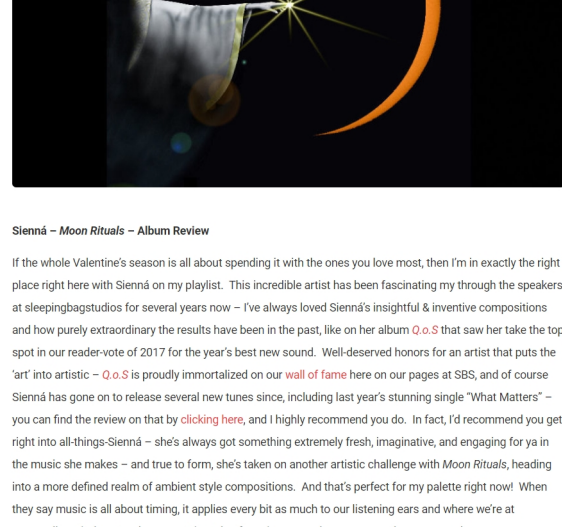 Sienná – Moon Rituals – Album Review
If the whole Valentine's season is all about spending it with the ones you love most, then I'm in exactly the right
place right here with Sienná on my playlist.  This incredible artist has been fascinating my through the speakers
at sleepingbagstudios for several years now – I've always loved Sienná's insightful & inventive compositions
and how purely extraordinary the results have been in the past, like on her album Q.o.S that saw her take the top
spot in our reader-vote of 2017 for the year's best new sound.  Well-deserved honors for an artist that puts the
'art' into artistic – Q.o.S is proudly immortalized on our wall of fame here on our pages at SBS, and of course
Sienná has gone on to release several new tunes since, including last year's stunning single "What Matters" –
you can find the review on that by clicking here, and I highly recommend you do.  In fact, I'd recommend you get
right into all-things-Sienná – she's always got something extremely fresh, imaginative, and engaging for ya in
the music she makes – and true to form, she's taken on another artistic challenge with Moon Rituals, heading
into a more defined realm of ambient style compositions.  And that's perfect for my palette right now!  When
they say music is all about timing, it applies every bit as much to our listening ears and where we're at